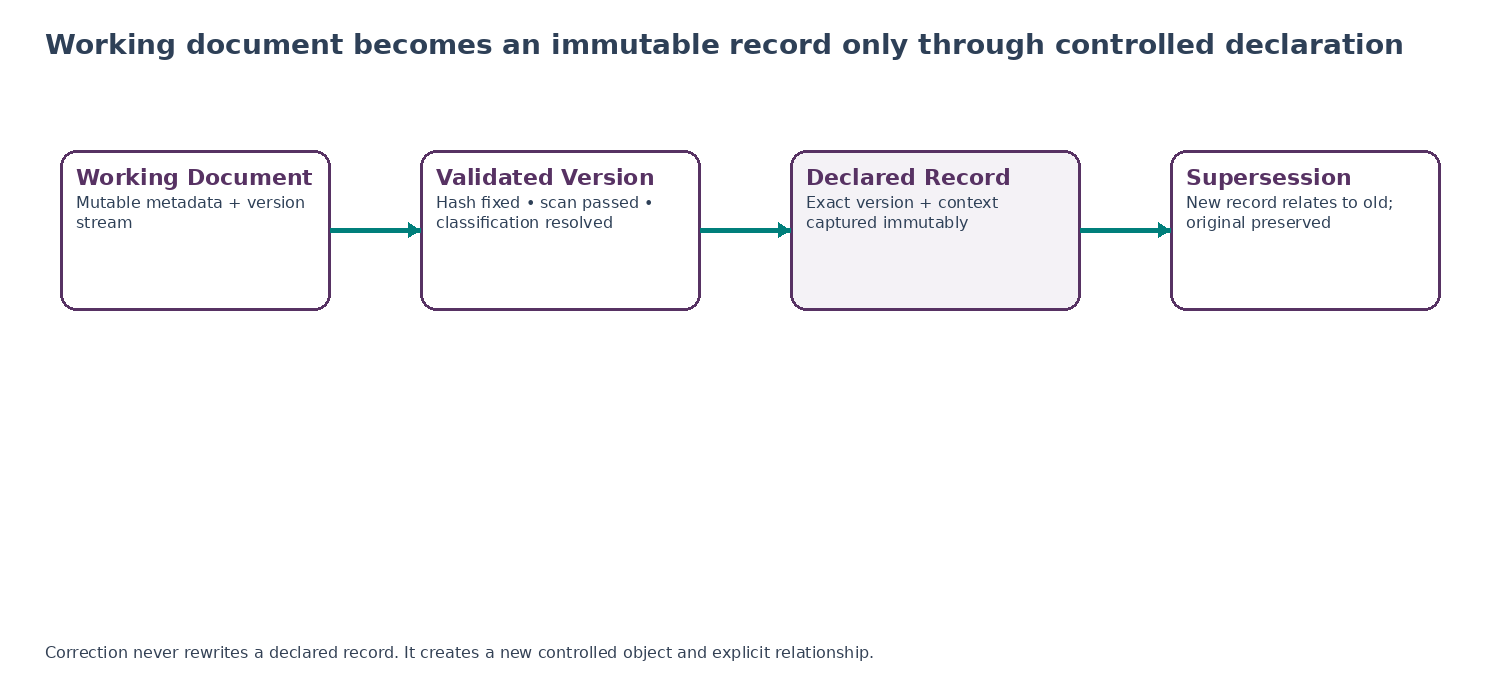 Working document becomes an immutable record only through controlled declaration
Working Document
Mutable metadata + version
stream
Validated Version
Hash fixed • scan passed •
classification resolved
Declared Record
Exact version + context
captured immutably
Supersession
New record relates to old;
original preserved
Correction never rewrites a declared record. It creates a new controlled object and explicit relationship.